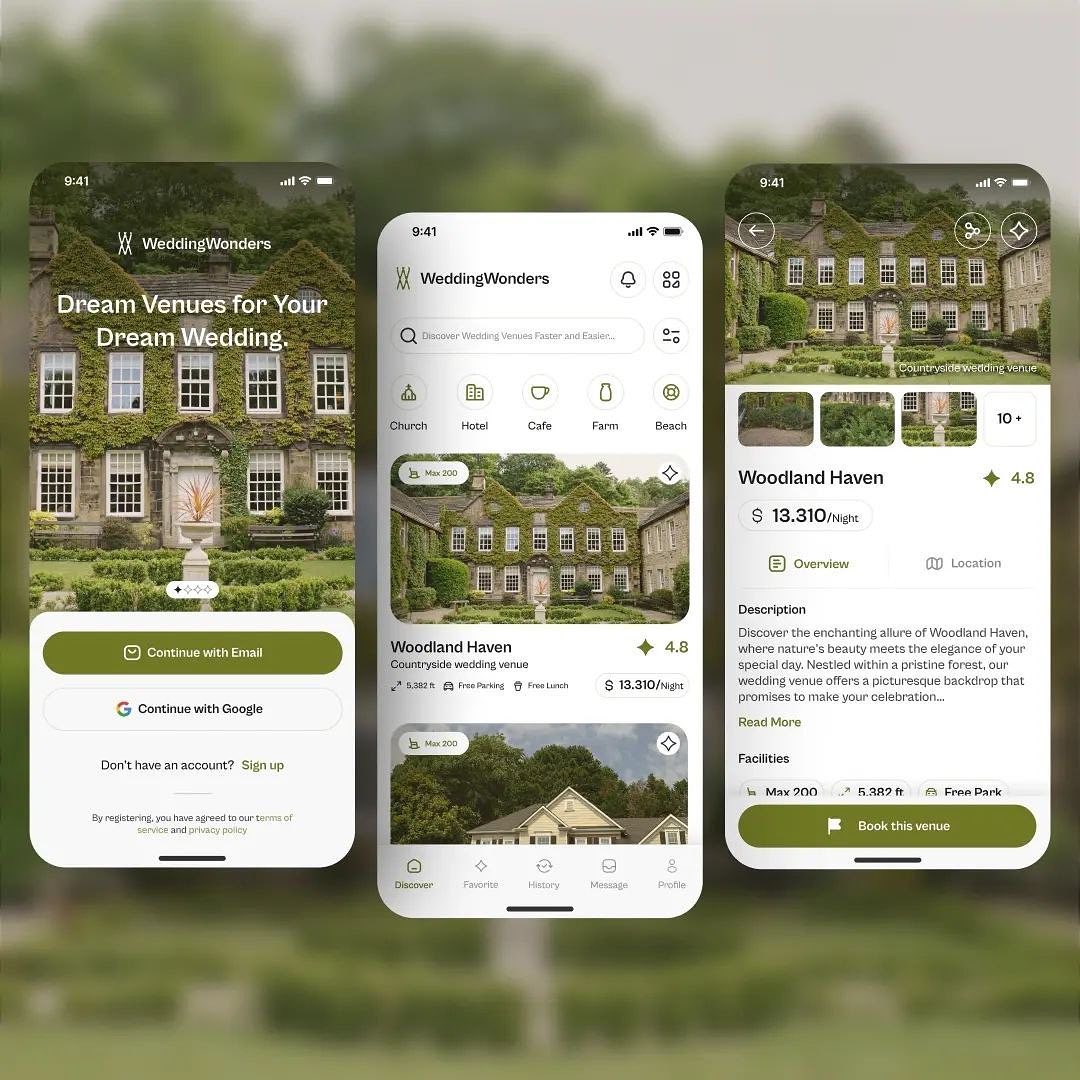 9:41
WeddingWonders
Dream Venues for Your
Dream Wedding.
Continue with Email
Continue with Google
Don't have an account? Sign up
By registering, you have agreed to our terms of
service and privacy policy
9:41
WeddingWonders
Discover Wedding Venues Faster and Easier...
Church Hotel Cafe Farm Beach
Max 200
Woodland Haven 4.8
Countryside wedding venue
5,382 ft Free Parking Free Lunch $ 13.310/Night
Max 200
Discover Favorite History Message Profile
9:41
Countryside wedding venue
10 +
Woodland Haven 4.8
$ 13.310/Night
Overview Location
Description
Discover the enchanting allure of Woodland Haven,
where nature's beauty meets the elegance of your
special day. Nestled within a pristine forest, our
wedding venue offers a picturesque backdrop that
promises to make your celebration...
Read More
Facilities
Max 200 5,382 ft Free Park
Book this venue